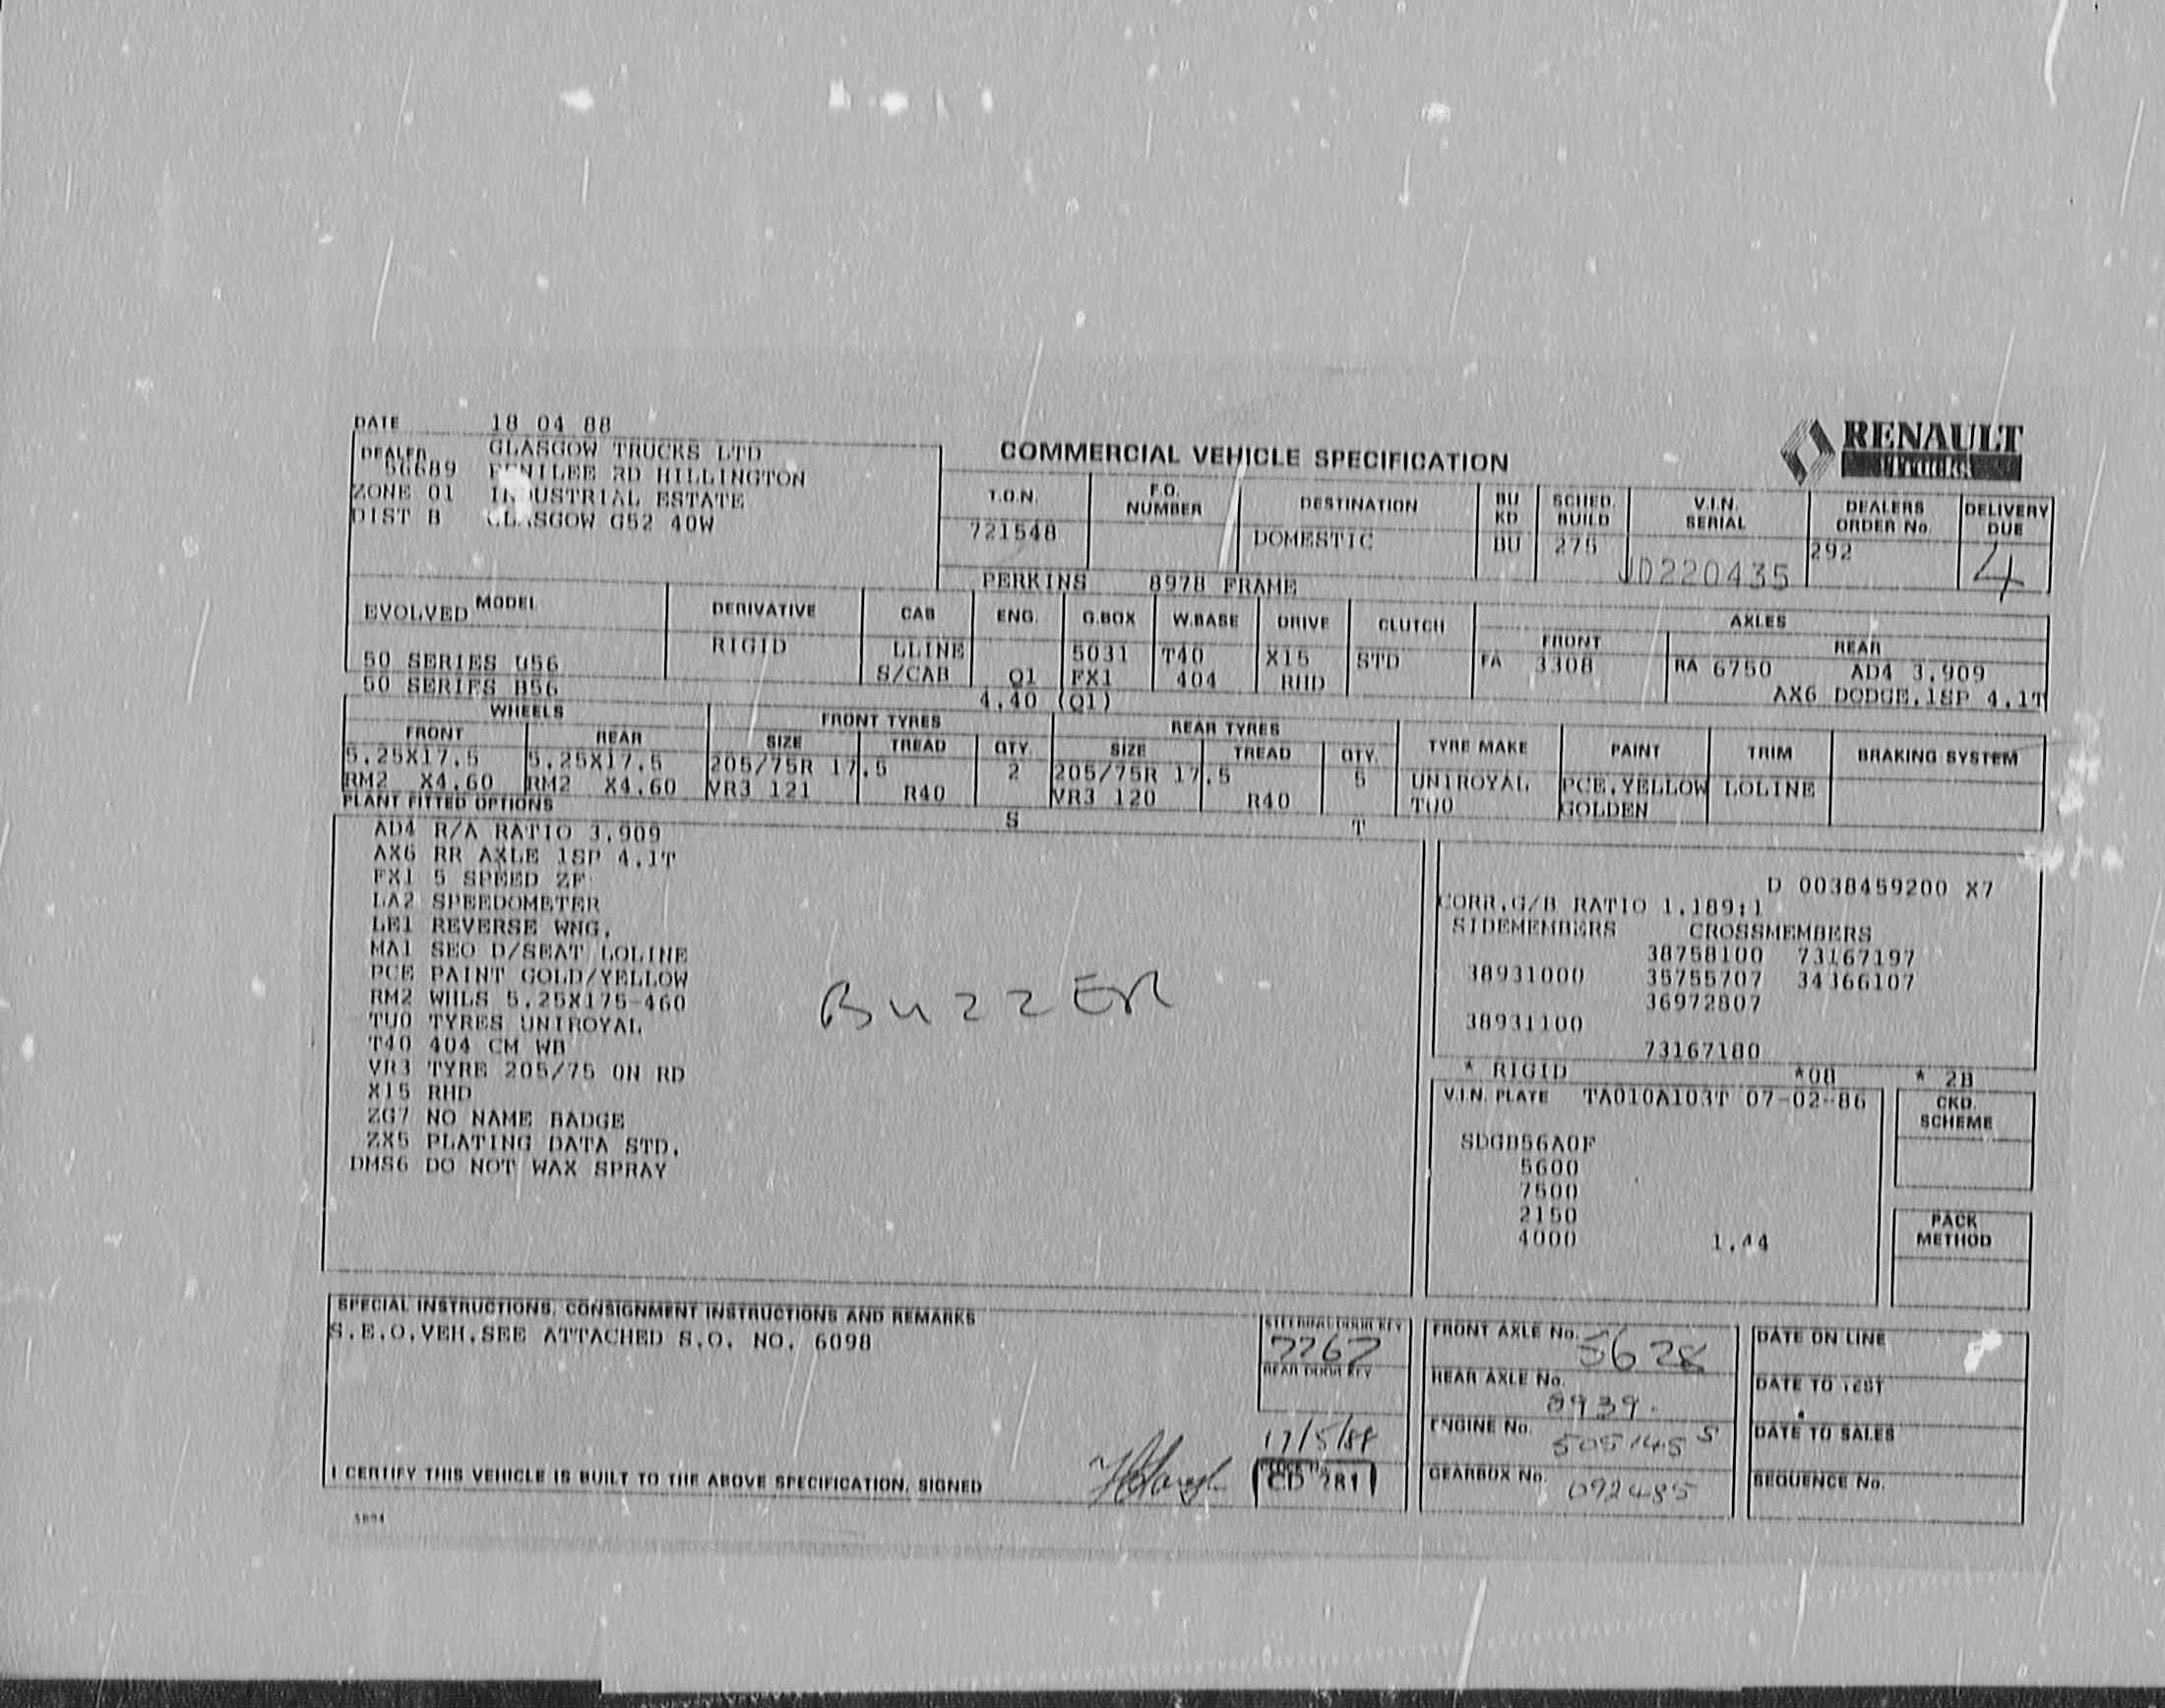 DATE 18 04 88
DEALER GLASGOW TRUCKS LTD
56689 RD HILLINGTON
ZONE 01 INDUSTRIAL ESTATE
DIST B GLASGOW G52 4OW
COMMERCIAL VEHICLE SPECIFICATION
RENAULT
TRUCKS
T.O.N. F.O. NUMBER DESTINATION BU KD SCHED. BUILD V.I.N. SERIAL DEALERS ORDER No. DELIVERY DUE
721548 DOMESTIC BU 275 JD220435 292 4
PERKINS 8978 FRAME
MODEL DERIVATIVE CAB ENG. G.BOX W.BASE DRIVE CLUTCH AXLES
EVOLVED FRONT REAR
50 SERIES G56 RIGID LLINE 5031 T40 X15 STD FA 3308 RA 6750 AD4 3.909
50 SERIES B56 S/CAB Q1 FX1 404 RHD AX6 DODGE.1SP 4.1T
4.40 (Q1)
WHEELS FRONT TYRES REAR TYRES
FRONT REAR SIZE TREAD QTY. SIZE TREAD QTY. TYRE MAKE PAINT TRIM BRAKING SYSTEM
5.25X17.5 5.25X17.5 205/75R 17.5 2 205/75R 17.5 5 UNIROYAL PCE.YELLOW LOLINE
RM2 X4.60 RM2 X4.60 VR3 121 R40 VR3 120 R40 TU0 GOLDEN
PLANT FITTED OPTIONS
S T
AD4 R/A RATIO 3.909
AX6 RR AXLE 1SP 4.1T
FX1 5 SPEED ZF
LA2 SPEEDOMETER
LE1 REVERSE WNG.
MA1 SEO D/SEAT LOLINE
PCE PAINT GOLD/YELLOW
RM2 WHLS 5.25X175-460
TU0 TYRES UNIROYAL
T40 404 CM WB
VR3 TYRE 205/75 ON RD
X15 RHD
ZG7 NO NAME BADGE
ZX5 PLATING DATA STD.
DMS6 DO NOT WAX SPRAY
BUZZER
D 0038459200 X7
CORR.G/B RATIO 1.189:1
SIDEMEMBERS CROSSMEMBERS
38758100 73167197
38931000 35755707 34366107
36972807
38931100
73167180
* RIGID *08 * 2B
V.I.N. PLATE TA010A103T 07-02-86
SDGB56A0F
5600
7500
2150
4000 1.44
CKD. SCHEME
PACK METHOD
SPECIAL INSTRUCTIONS, CONSIGNMENT INSTRUCTIONS AND REMARKS
S.E.O.VEH.SEE ATTACHED S.O. NO. 6098
7267
REAR DOOR KEY
17/5/88
CD 281
I CERTIFY THIS VEHICLE IS BUILT TO THE ABOVE SPECIFICATION. SIGNED
FRONT AXLE No. 5628
REAR AXLE No. 8939.
ENGINE No. 505145 S
GEARBOX No. 092485
DATE ON LINE
DATE TO TEST
DATE TO SALES
SEQUENCE No.